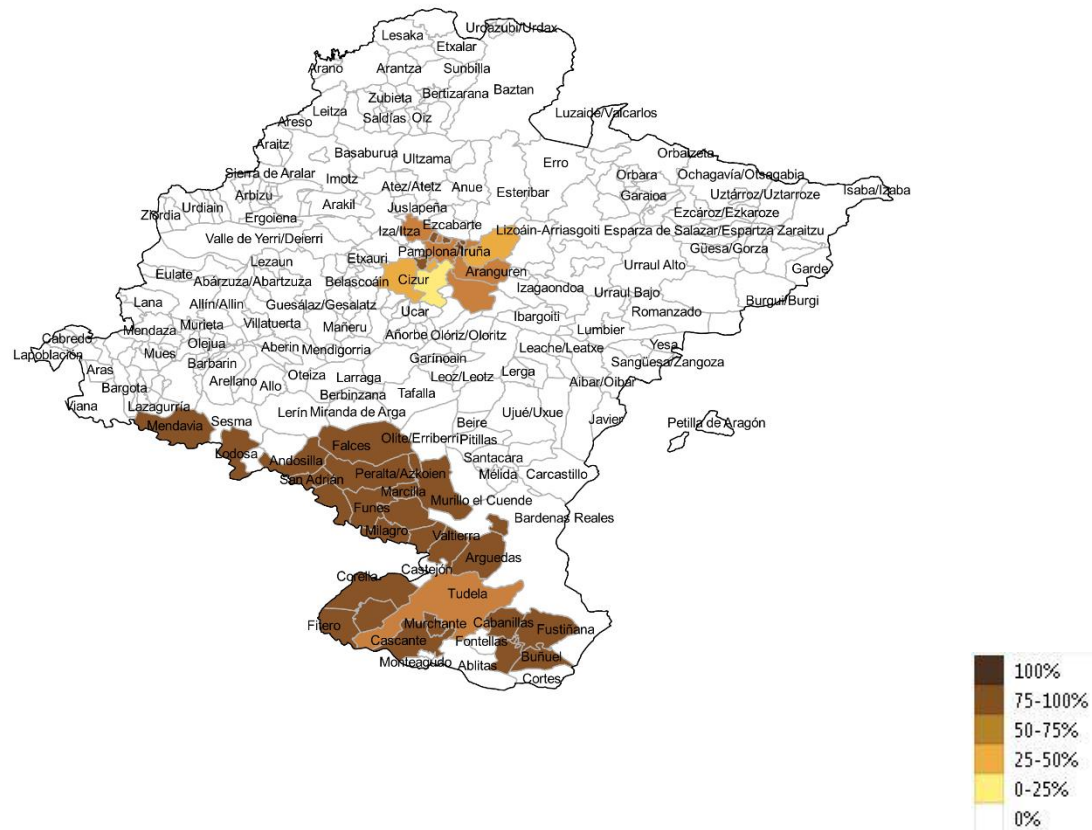 Lesaka
Urdazubi/Urdax
Etxalar
Arano
Arantza
Sunbilla
Baztan
Zubieta
Bertizarana
Leitza
Saldías
Oiz
Luzaide/Valcarlos
Areso
Araitz
Basaburua
Ultzama
Erro
Orbaizeta
Sierra de Aralar
Imotz
Atez/Atetz
Anue
Esteribar
Orbara
Ochagavía/Otsagabia
Arbizu
Garaioa
Uztárroz/Uztarroze
Isaba/Izaba
Ziordia
Urdiain
Ergoiena
Arakil
Juslapeña
Ezcároz/Ezkaroze
Iza/Itza
Ezcabarte
Lizoáin-Arriasgoiti
Esparza de Salazar/Espartza Zaraitzu
Valle de Yerri/Deierri
Pamplona/Iruña
Güesa/Gorza
Lezaun
Etxauri
Aranguren
Urraul Alto
Garde
Eulate
Abárzuza/Abartzuza
Belascoáin
Cizur
Izagaondoa
Urraul Bajo
Burgui/Burgi
Lana
Allín/Allin
Guesálaz/Gesalatz
Ucar
Ibargoiti
Romanzado
Mendaza
Murieta
Villatuerta
Mañeru
Añorbe
Olóriz/Oloritz
Lumbier
Cabredo
Olejua
Aberin
Mendigorria
Leache/Leatxe
Yesa
Lapoblación
Mues
Barbarin
Garínoain
Sangüesa/Zangoza
Aras
Arellano
Allo
Oteiza
Larraga
Leoz/Leotz
Lerga
Aibar/Oibar
Bargota
Berbinzana
Tafalla
Viana
Lazagurría
Sesma
Lerín
Miranda de Arga
Beire
Ujué/Uxue
Javier
Petilla de Aragón
Mendavia
Lodosa
Falces
Olite/Erriberri
Pitillas
Andosilla
Santacara
San Adrián
Peralta/Azkoien
Mélida
Carcastillo
Marcilla
Murillo el Cuende
Funes
Bardenas Reales
Milagro
Valtierra
Arguedas
Castejón
Corella
Tudela
Fitero
Murchante
Cabanillas
Fustiñana
Cascante
Fontellas
Monteagudo
Ablitas
Buñuel
Cortes
100%
75-100%
50-75%
25-50%
0-25%
0%